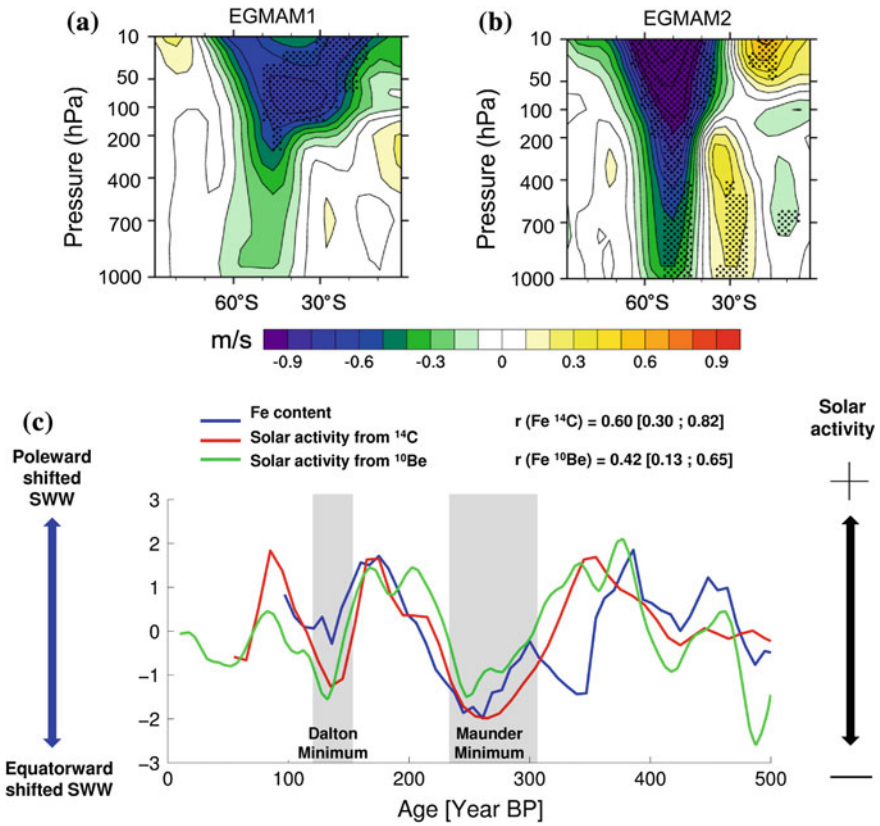 (a) EGMAM1
(b) EGMAM2
Pressure (hPa)
10
50
100
200
400
700
1000
60°S 30°S
Pressure (hPa)
10
50
100
200
400
700
1000
60°S 30°S
m/s
-0.9 -0.6 -0.3 0 0.3 0.6 0.9
(c)
Fe content
Solar activity from ¹⁴C
Solar activity from ¹⁰Be
r (Fe ¹⁴C) = 0.60 [0.30 ; 0.82]
r (Fe ¹⁰Be) = 0.42 [0.13 ; 0.65]
Solar
activity
+
Poleward
shifted
SWW
3
2
1
0
−1
−2
−3
Dalton
Minimum
Maunder
Minimum
Equatorward
shifted SWW
−
0 100 200 300 400 500
Age [Year BP]